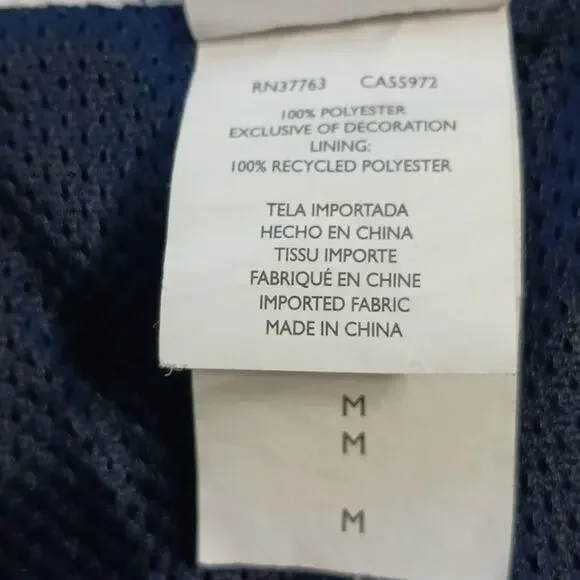 RN37763 CA55972
100% POLYESTER
EXCLUSIVE OF DECORATION
LINING:
100% RECYCLED POLYESTER
TELA IMPORTADA
HECHO EN CHINA
TISSU IMPORTE
FABRIQUÉ EN CHINE
IMPORTED FABRIC
MADE IN CHINA
M
M
M